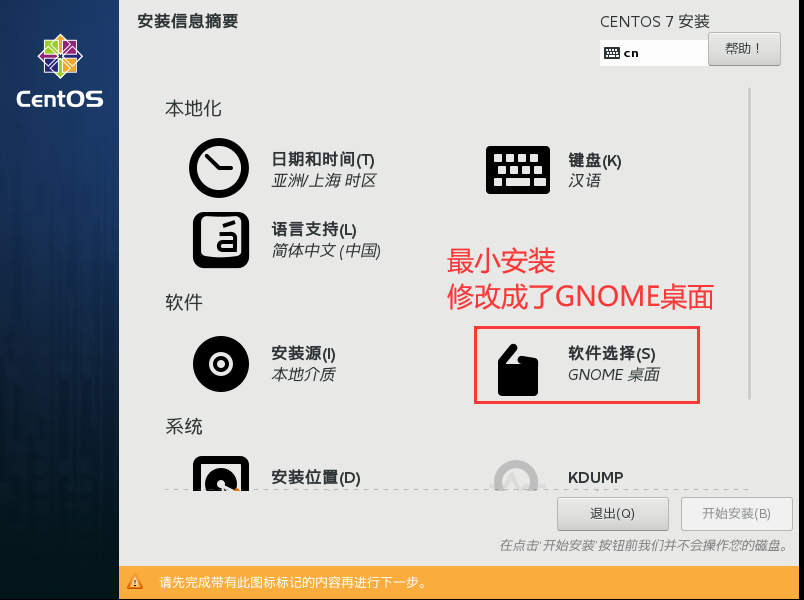 安装信息摘要
CENTOS 7 安装
cn
帮助！
CentOS
本地化
日期和时间(T)
亚洲/上海 时区
键盘(K)
汉语
语言支持(L)
简体中文 (中国)
最小安装
修改成了GNOME桌面
软件
安装源(I)
本地介质
软件选择(S)
GNOME 桌面
系统
安装位置(D)
KDUMP
退出(Q)
开始安装(B)
在点击'开始安装'按钮前我们并不会操作您的磁盘。
请先完成带有此图标标记的内容再进行下一步。